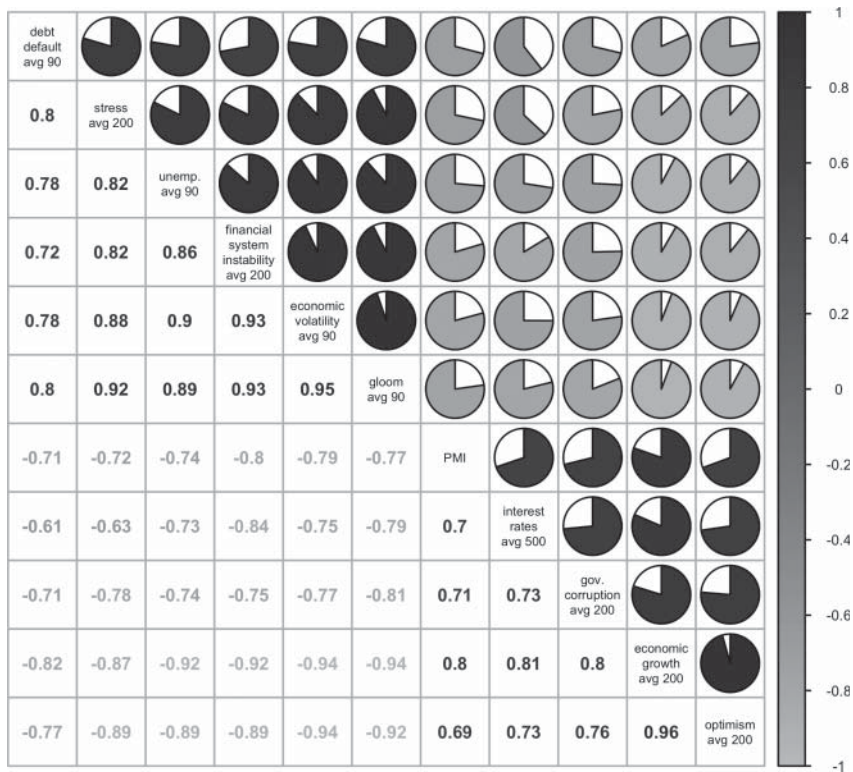 debt
default
avg 90
0.8
stress
avg 200
0.78
0.82
unemp.
avg 90
0.72
0.82
0.86
financial
system
instability
avg 200
0.78
0.88
0.9
0.93
economic
volatility
avg 90
0.8
0.92
0.89
0.93
0.95
gloom
avg 90
-0.71
-0.72
-0.74
-0.8
-0.79
-0.77
PMI
-0.61
-0.63
-0.73
-0.84
-0.75
-0.79
0.7
interest
rates
avg 500
-0.71
-0.78
-0.74
-0.75
-0.77
-0.81
0.71
0.73
gov.
corruption
avg 200
-0.82
-0.87
-0.92
-0.92
-0.94
-0.94
0.8
0.81
0.8
economic
growth
avg 200
-0.77
-0.89
-0.89
-0.89
-0.94
-0.92
0.69
0.73
0.76
0.96
optimism
avg 200
1
0.8
0.6
0.4
0.2
0
-0.2
-0.4
-0.6
-0.8
-1